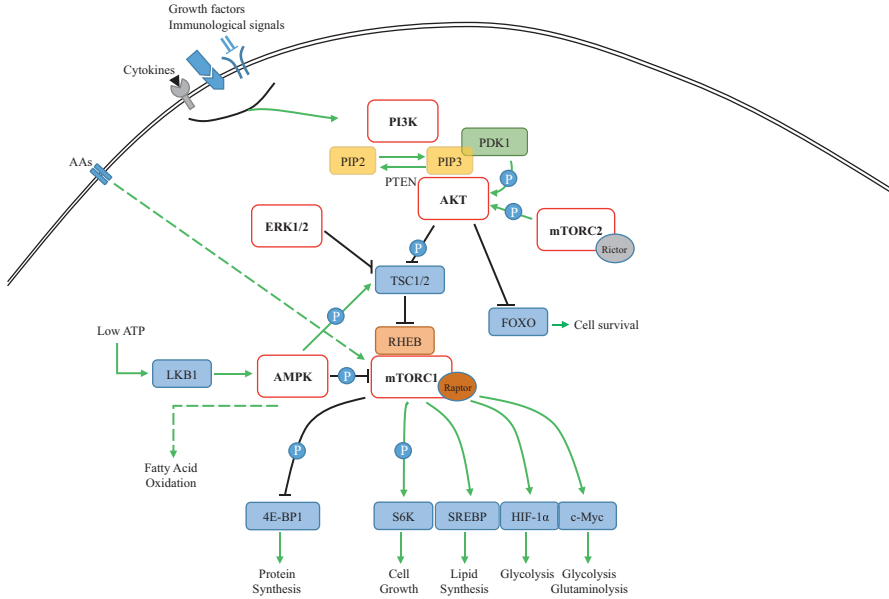 Growth factors
Immunological signals
Cytokines
AAs
PI3K
PDK1
PIP2
PIP3
PTEN
P
AKT
P
ERK1/2
mTORC2
Rictor
P
TSC1/2
P
FOXO
Cell survival
Low ATP
RHEB
LKB1
AMPK
P
mTORC1
Raptor
P
P
Fatty Acid
Oxidation
4E-BP1
S6K
SREBP
HIF-1α
c-Myc
Protein
Synthesis
Cell
Growth
Lipid
Synthesis
Glycolysis
Glycolysis
Glutaminolysis